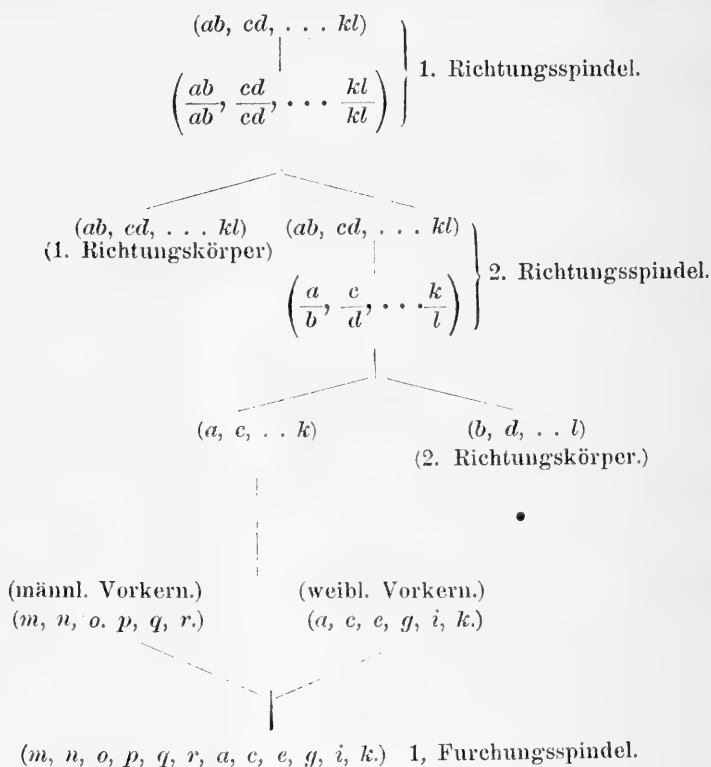 (ab, cd, . . . kl)
1. Richtungsspindel.
(ab/ab, cd/cd, . . . kl/kl)
(ab, cd, . . . kl) (ab, cd, . . . kl)
(1. Richtungskörper)
2. Richtungsspindel.
(a/b, c/d, . . . k/l)
(a, c, . . k) (b, d, . . l)
(2. Richtungskörper.)
(männl. Vorkern.) (weibl. Vorkern.)
(m, n, o. p, q, r.) (a, c, e, g, i, k.)
(m, n, o, p, q, r, a, c, e, g, i, k.) 1, Furchungsspindel.